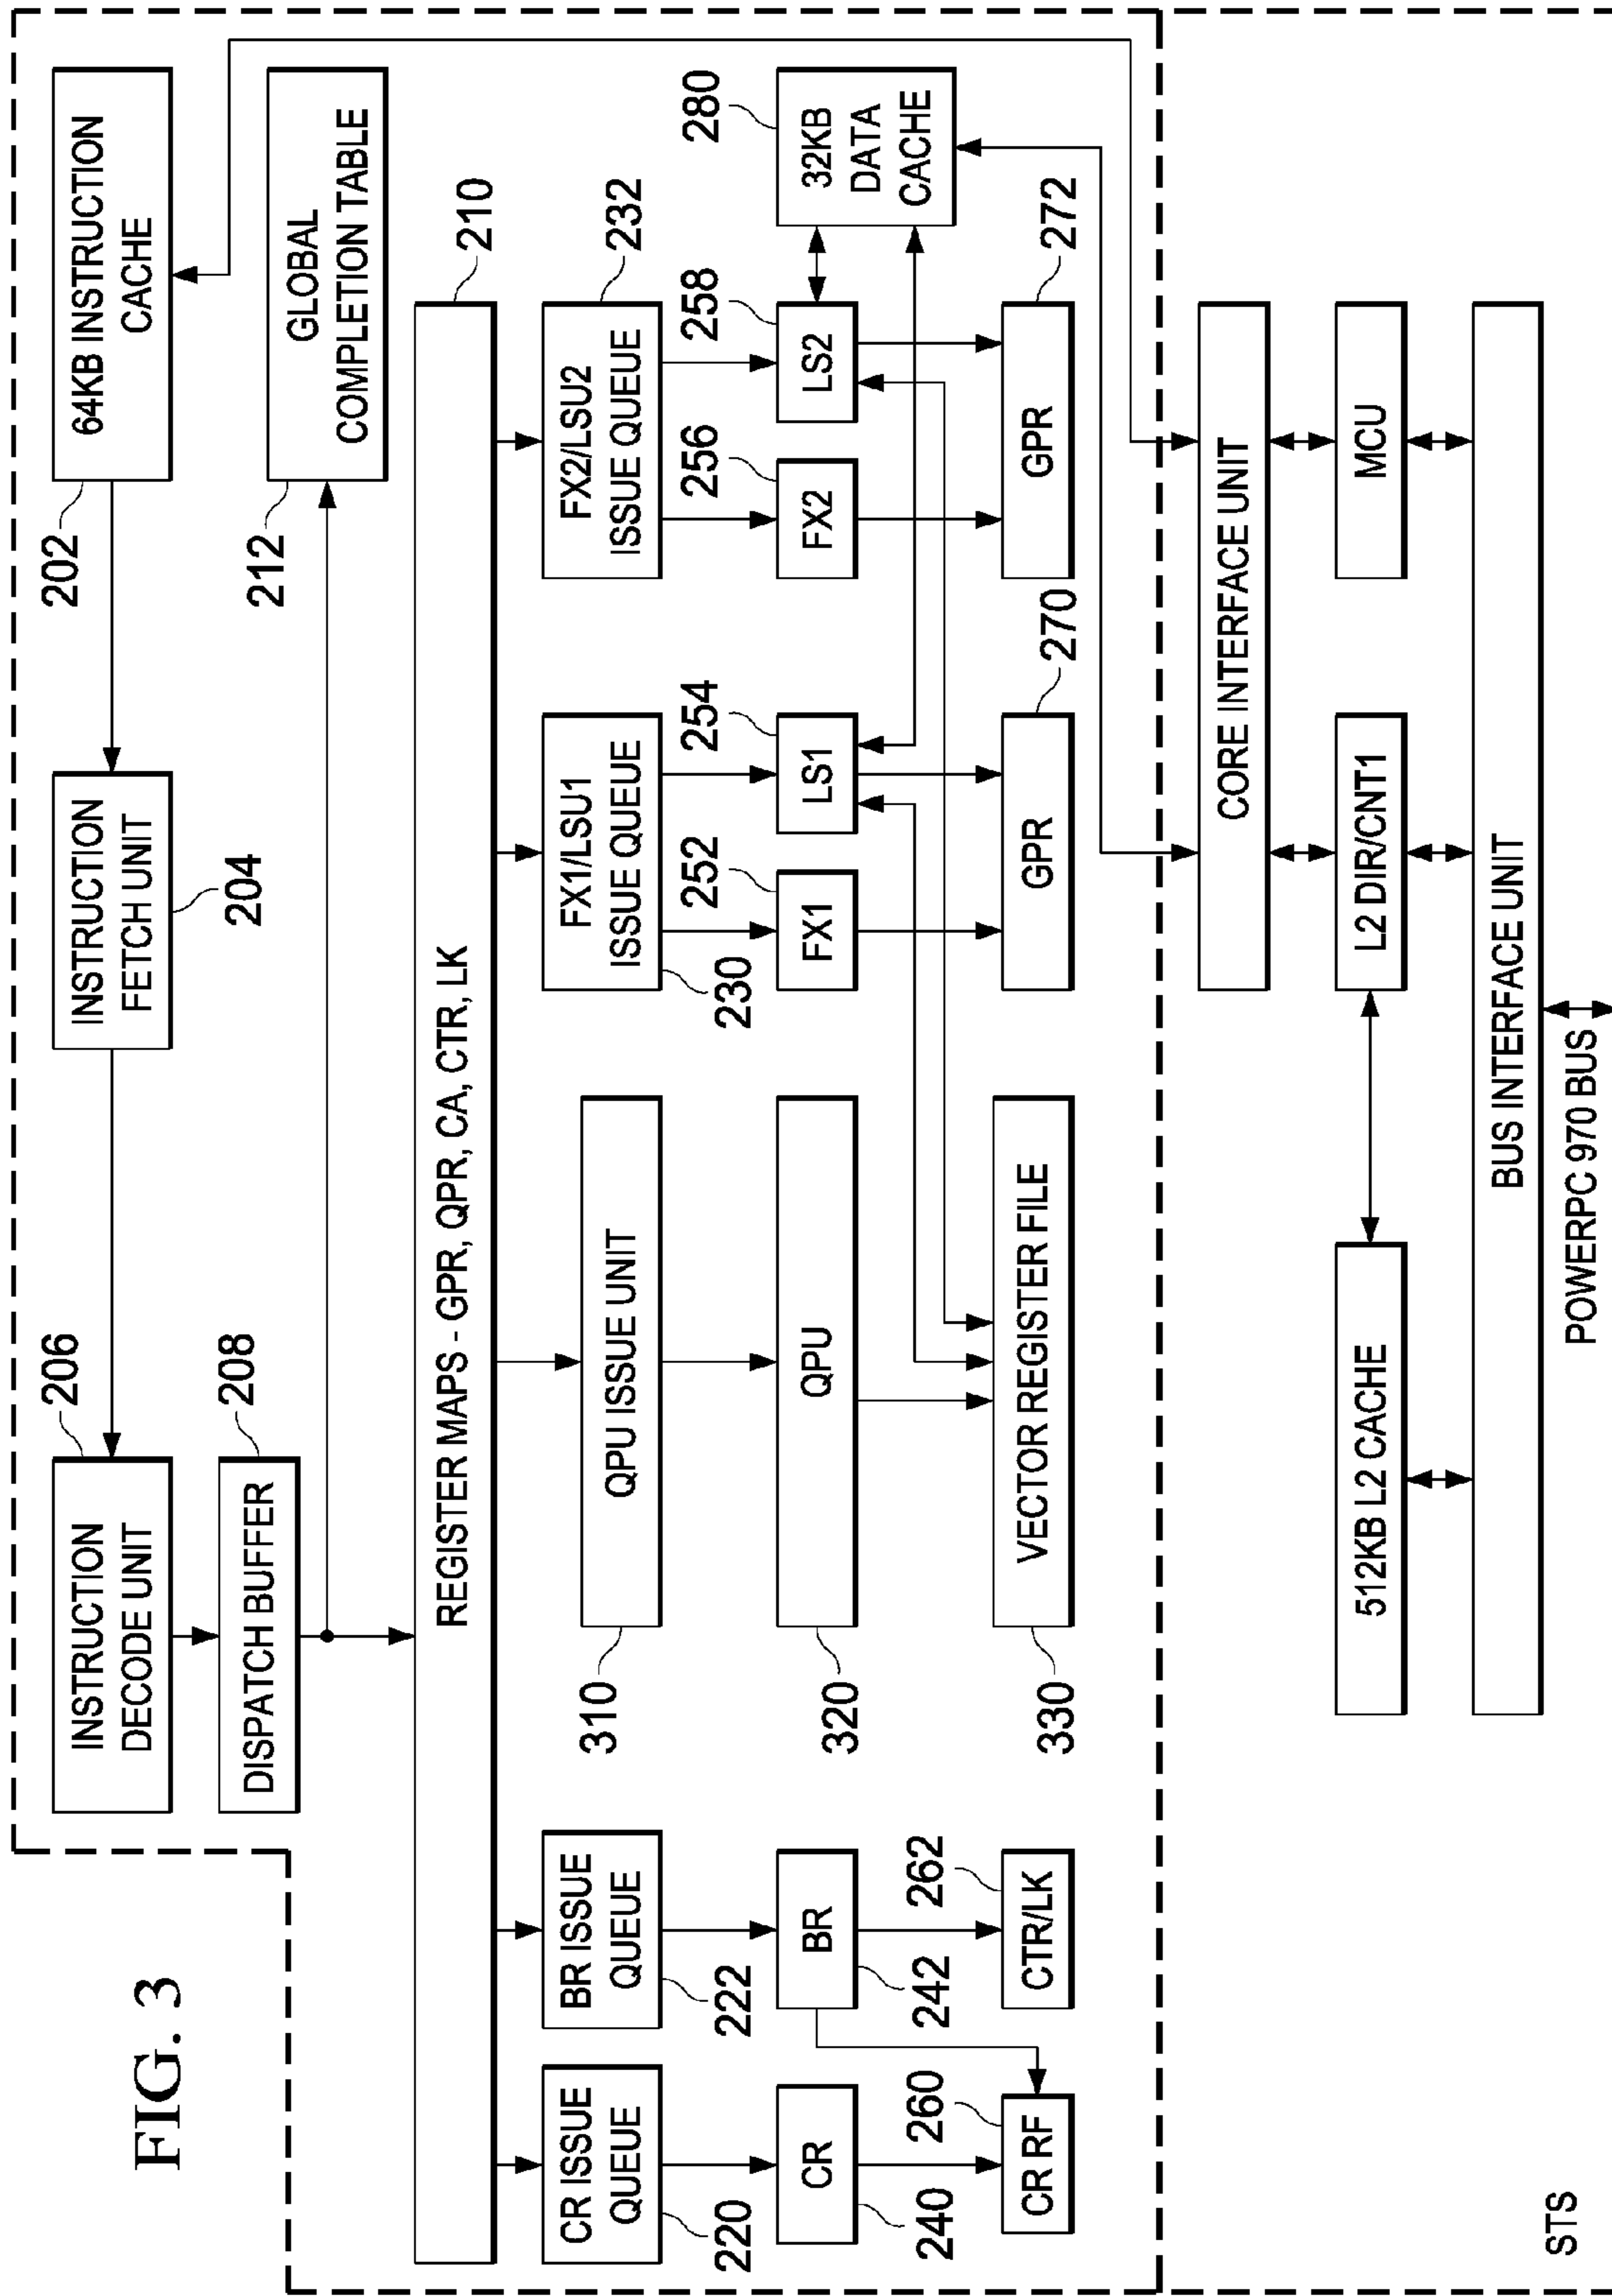 FIG. 3
206
INSTRUCTION
DECODE UNIT
INSTRUCTION
FETCH UNIT
204
202
64KB INSTRUCTION
CACHE
208
DISPATCH BUFFER
212
GLOBAL
COMPLETION TABLE
REGISTER MAPS - GPR, QPR, CA, CTR, LK
210
CR ISSUE
QUEUE
220
BR ISSUE
QUEUE
222
310
QPU ISSUE UNIT
FX1/LSU1
ISSUE QUEUE
230
FX2/LSU2
ISSUE QUEUE
232
CR
240
BR
242
320
QPU
252
FX1
254
LS1
256
FX2
258
LS2
280
32KB
DATA
CACHE
260
CR RF
262
CTR/LK
330
VECTOR REGISTER FILE
GPR
270
GPR
272
CORE INTERFACE UNIT
512KB L2 CACHE
L2 DIR/CNT1
MCU
BUS INTERFACE UNIT
STS
POWERPC 970 BUS